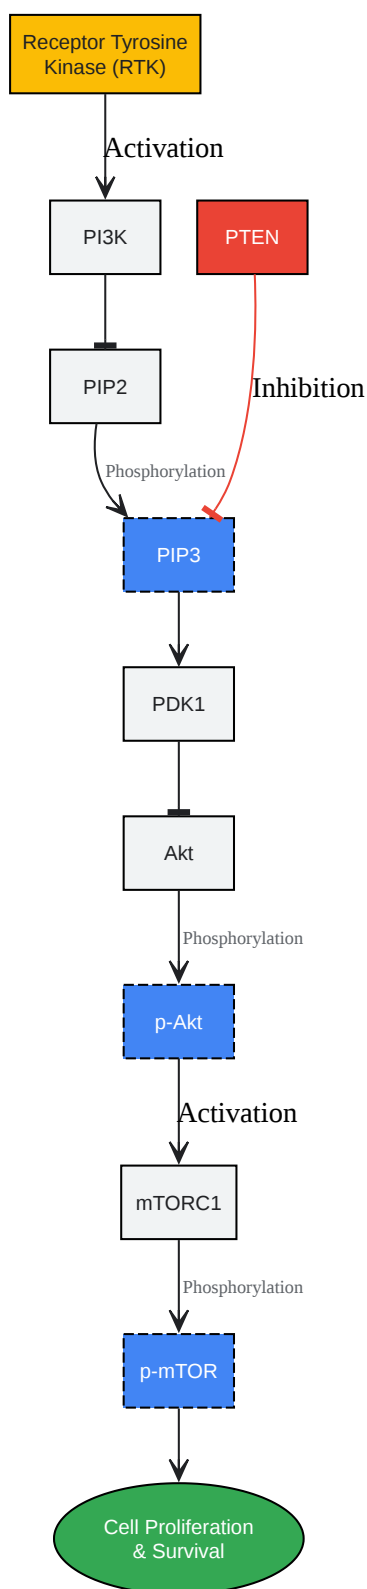 Receptor Tyrosine
Kinase (RTK)
Activation
PI3K
PTEN
PIP2
Inhibition
Phosphorylation
PIP3
PDK1
Akt
Phosphorylation
p-Akt
Activation
mTORC1
Phosphorylation
p-mTOR
Cell Proliferation
& Survival